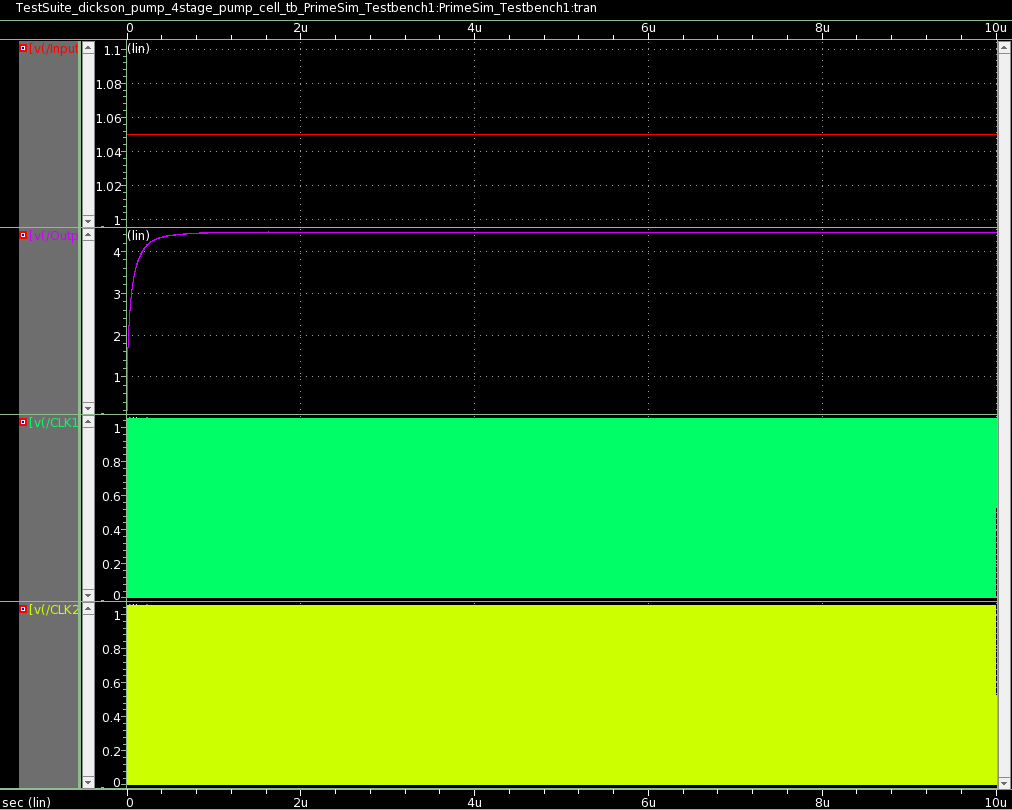 TestSuite_dickson_pump_4stage_pump_cell_tb_PrimeSim_Testbench1:PrimeSim_Testbench1:tran
0 2u 4u 6u 8u 10u
[v(/Input
(lin)
1.1
1.08
1.06
1.04
1.02
1
[v(/Outp
(lin)
4
3
2
1
[v(/CLK1
1
0.8
0.6
0.4
0.2
0
[v(/CLK2
1
0.8
0.6
0.4
0.2
0
sec (lin) 0 2u 4u 6u 8u 10u